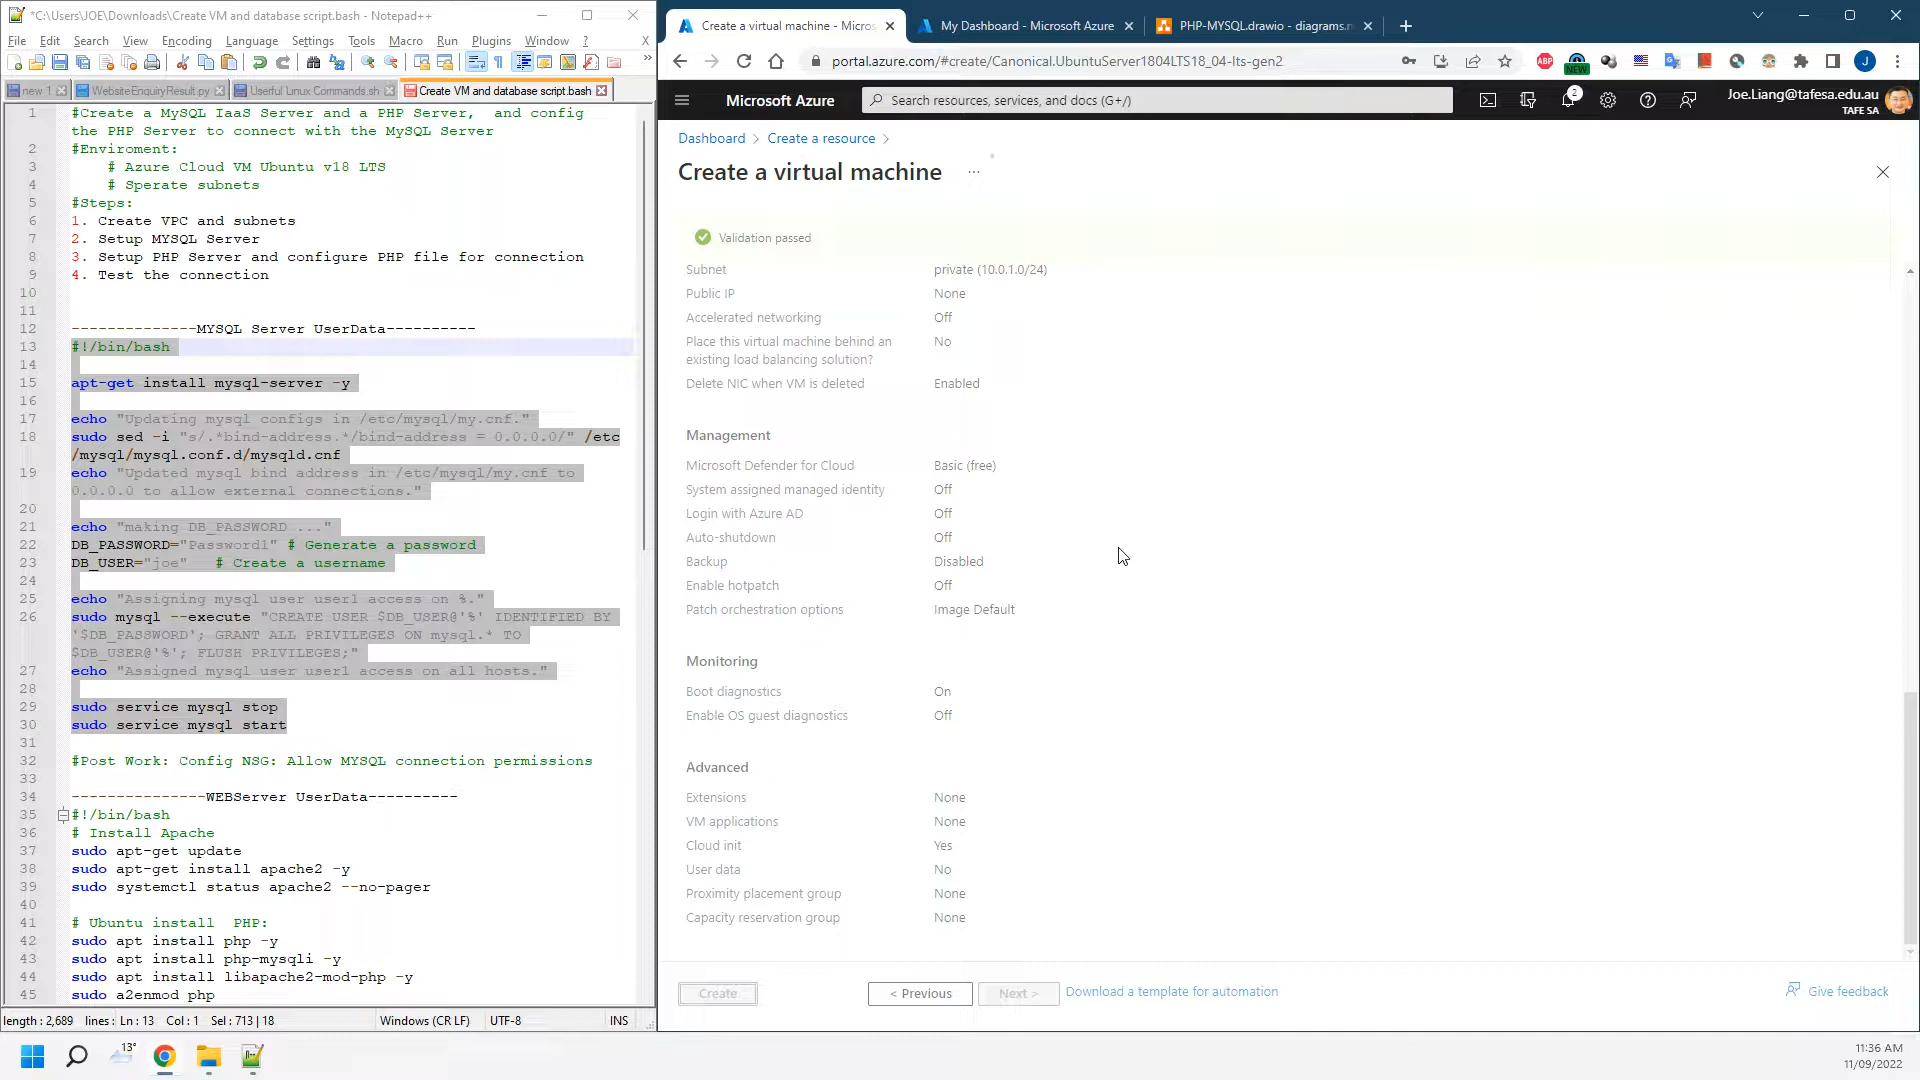 *C:\Users\JOE\Downloads\Create VM and database script.bash - Notepad++
File Edit Search View Encoding Language Settings Tools Macro Run Plugins Window ? X
new 1 WebsiteEnquiryResult.py Userful Linux Commands.sh Create VM and database script.bash
1 #Create a MySQL IaaS Server and a PHP Server, and config
the PHP Server to connect with the MySQL Server
2 #Enviroment:
3 # Azure Cloud VM Ubuntu v18 LTS
4 # Sperate subnets
5 #Steps:
6 1. Create VPC and subnets
7 2. Setup MYSQL Server
8 3. Setup PHP Server and configure PHP file for connection
9 4. Test the connection
10
11
12 --------------MYSQL Server UserData----------
13 #!/bin/bash
14
15 apt-get install mysql-server -y
16
17 echo "Updating mysql configs in /etc/mysql/my.cnf."
18 sudo sed -i "s/.*bind-address.*/bind-address = 0.0.0.0/" /etc
/mysql/mysql.conf.d/mysqld.cnf
19 echo "Updated mysql bind address in /etc/mysql/my.cnf to
0.0.0.0 to allow external connections."
20
21 echo "making DB_PASSWORD ..."
22 DB_PASSWORD="Password1" # Generate a password
23 DB_USER="joe" # Create a username
24
25 echo "Assigning mysql user user1 access on %."
26 sudo mysql --execute "CREATE USER $DB_USER@'%' IDENTIFIED BY
'$DB_PASSWORD'; GRANT ALL PRIVILEGES ON mysql.* TO
$DB_USER@'%'; FLUSH PRIVILEGES;"
27 echo "Assigned mysql user user1 access on all hosts."
28
29 sudo service mysql stop
30 sudo service mysql start
31
32 #Post Work: Config NSG: Allow MYSQL connection permissions
33
34 ---------------WEBServer UserData----------
35 #!/bin/bash
36 # Install Apache
37 sudo apt-get update
38 sudo apt-get install apache2 -y
39 sudo systemctl status apache2 --no-pager
40
41 # Ubuntu install PHP:
42 sudo apt install php -y
43 sudo apt install php-mysqli -y
44 sudo apt install libapache2-mod-php -y
45 sudo a2enmod php
length : 2,689 lines : Ln : 13 Col : 1 Sel : 713 | 18 Windows (CR LF) UTF-8 INS
Create a virtual machine - Micros My Dashboard - Microsoft Azure PHP-MYSQL.drawio - diagrams.n
portal.azure.com/#create/Canonical.UbuntuServer1804LTS18_04-lts-gen2
ABP NEW J
Microsoft Azure
Search resources, services, and docs (G+/)
2
Joe.Liang@tafesa.edu.au
TAFE SA
Dashboard > Create a resource >
Create a virtual machine ...
Validation passed
Subnet private (10.0.1.0/24)
Public IP None
Accelerated networking Off
Place this virtual machine behind an No
existing load balancing solution?
Delete NIC when VM is deleted Enabled
Management
Microsoft Defender for Cloud Basic (free)
System assigned managed identity Off
Login with Azure AD Off
Auto-shutdown Off
Backup Disabled
Enable hotpatch Off
Patch orchestration options Image Default
Monitoring
Boot diagnostics On
Enable OS guest diagnostics Off
Advanced
Extensions None
VM applications None
Cloud init Yes
User data No
Proximity placement group None
Capacity reservation group None
Create < Previous Next > Download a template for automation Give feedback
13°
11:36 AM
11/09/2022